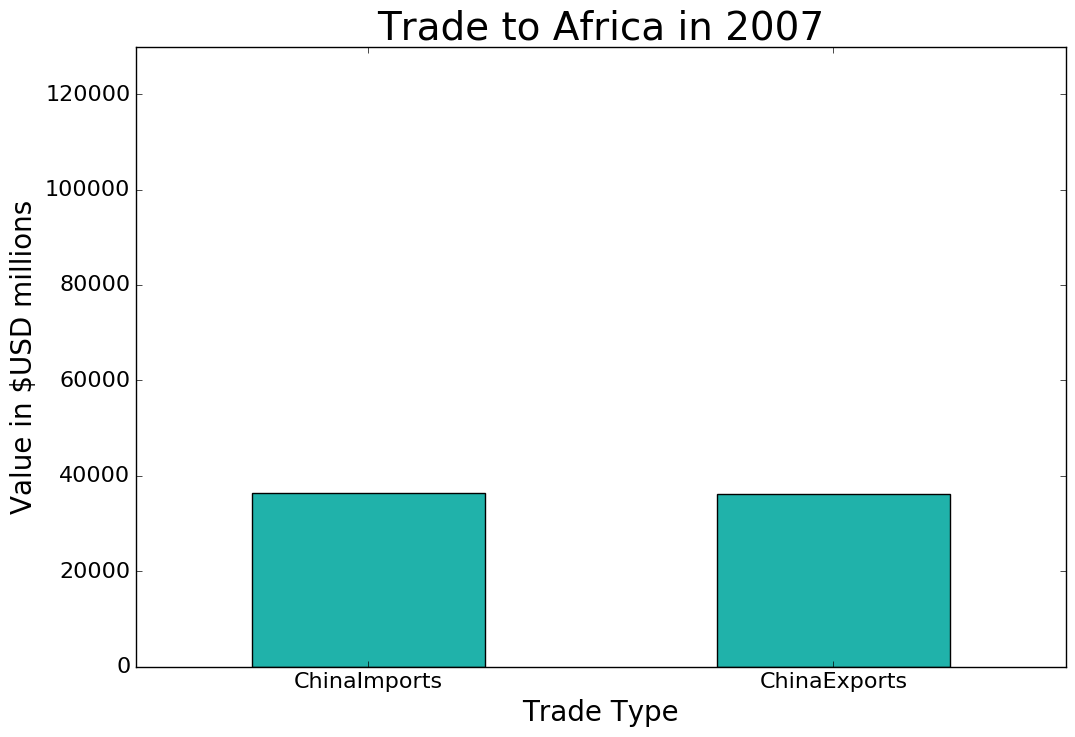 Trade to Africa in 2007
Value in $USD millions
120000
100000
80000
60000
40000
20000
0
ChinaImports ChinaExports
Trade Type